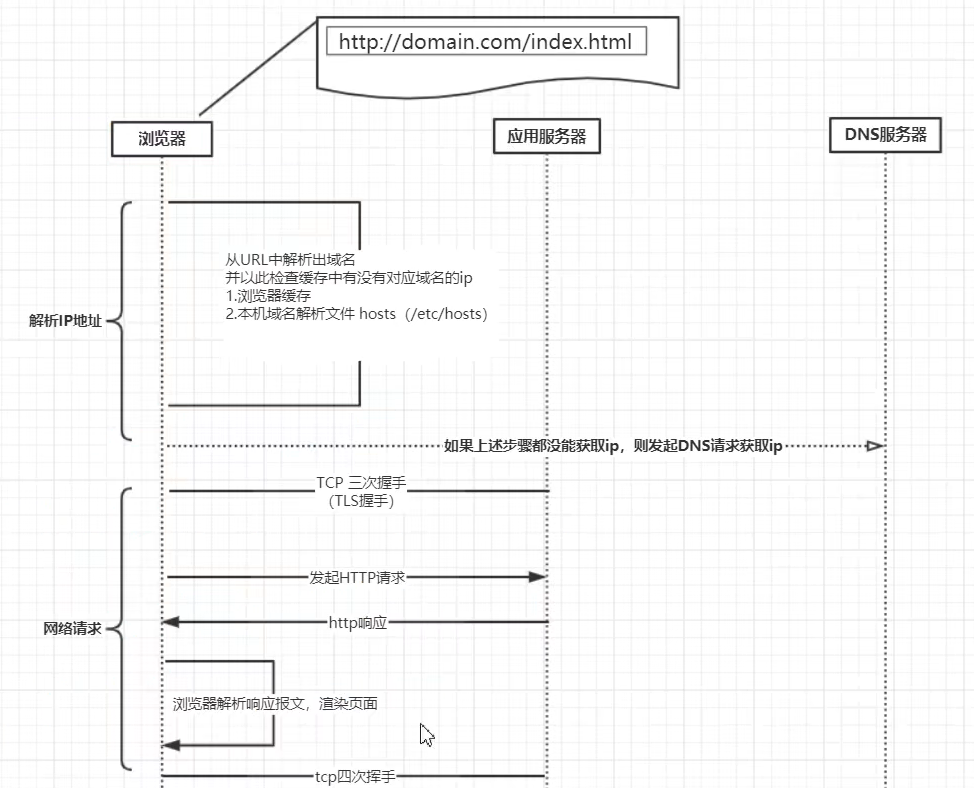 http://domain.com/index.html
浏览器
应用服务器
DNS服务器
从URL中解析出域名
并以此检查缓存中有没有对应域名的ip
1.浏览器缓存
2.本机域名解析文件 hosts（/etc/hosts）
解析IP地址
如果上述步骤都没能获取ip，则发起DNS请求获取ip
TCP 三次握手
（TLS握手）
发起HTTP请求
http响应
网络请求
浏览器解析响应报文，渲染页面
tcp四次挥手